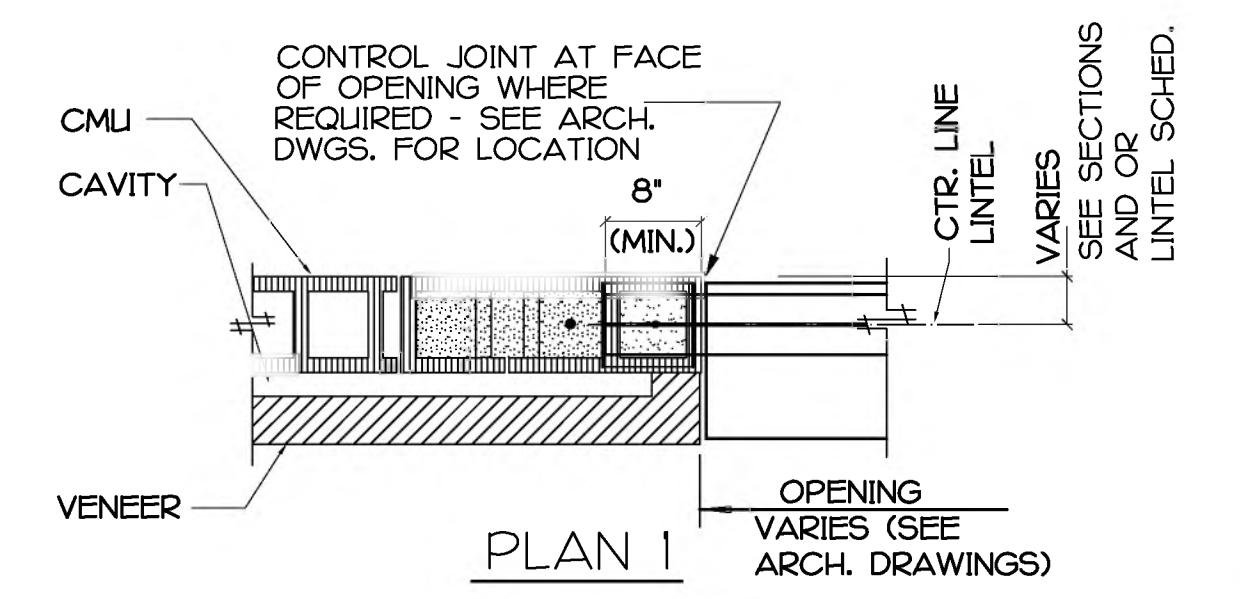 CONTROL JOINT AT FACE
OF OPENING WHERE
REQUIRED - SEE ARCH.
DWGS. FOR LOCATION
CMU
CAVITY
8"
(MIN.)
CTR. LINE
LINTEL
VARIES
SEE SECTIONS
AND OR
LINTEL SCHED.
VENEER
OPENING
VARIES (SEE
ARCH. DRAWINGS)
PLAN 1